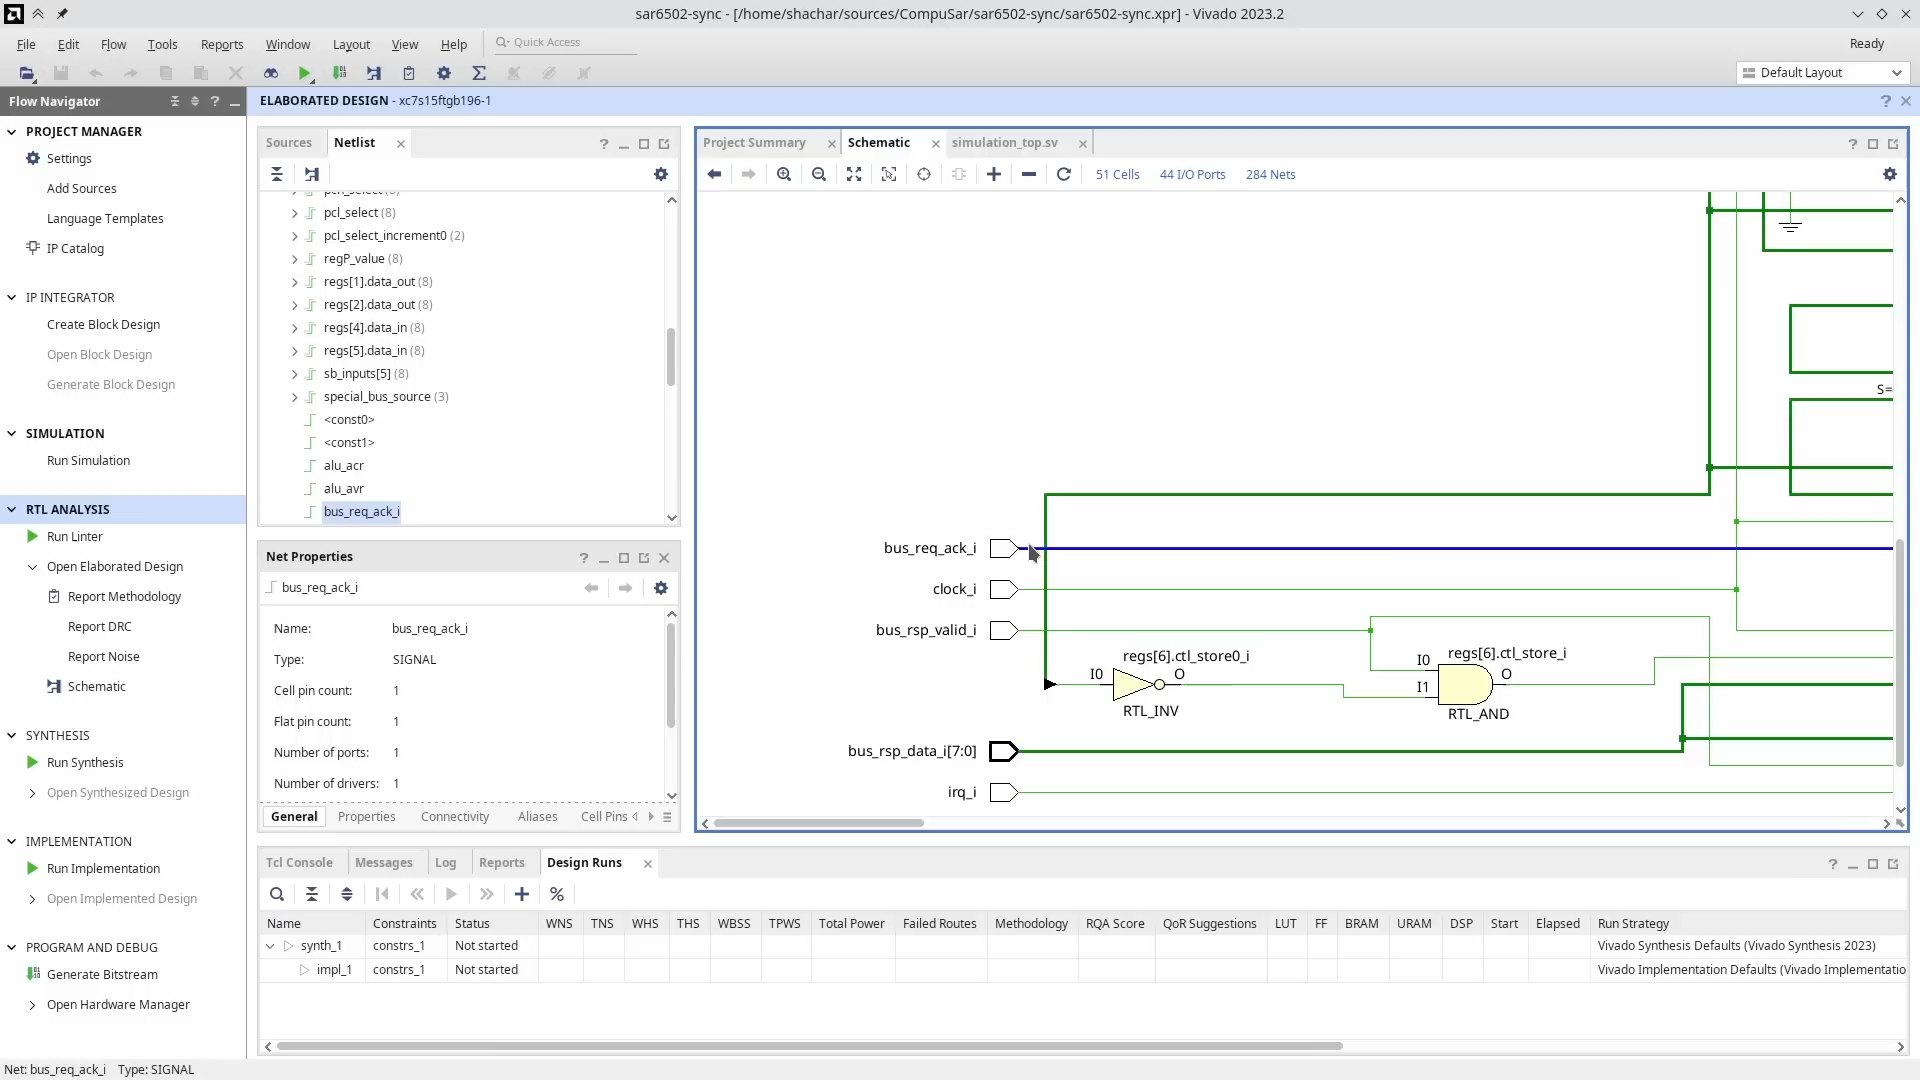 sar6502-sync - [/home/shachar/sources/CompuSar/sar6502-sync/sar6502-sync.xpr] - Vivado 2023.2
File Edit Flow Tools Reports Window Layout View Help Quick Access Ready
Default Layout
Flow Navigator
ELABORATED DESIGN - xc7s15ftgb196-1
PROJECT MANAGER
Settings
Add Sources
Language Templates
IP Catalog
IP INTEGRATOR
Create Block Design
Open Block Design
Generate Block Design
SIMULATION
Run Simulation
RTL ANALYSIS
Run Linter
Open Elaborated Design
Report Methodology
Report DRC
Report Noise
Schematic
SYNTHESIS
Run Synthesis
Open Synthesized Design
IMPLEMENTATION
Run Implementation
Open Implemented Design
PROGRAM AND DEBUG
Generate Bitstream
Open Hardware Manager
Sources Netlist
pcl_select (8)
pcl_select_increment0 (2)
regP_value (8)
regs[1].data_out (8)
regs[2].data_out (8)
regs[4].data_in (8)
regs[5].data_in (8)
sb_inputs[5] (8)
special_bus_source (3)
<const0>
<const1>
alu_acr
alu_avr
bus_req_ack_i
Net Properties
bus_req_ack_i
Name: bus_req_ack_i
Type: SIGNAL
Cell pin count: 1
Flat pin count: 1
Number of ports: 1
Number of drivers: 1
General Properties Connectivity Aliases Cell Pins
Project Summary Schematic simulation_top.sv
51 Cells 44 I/O Ports 284 Nets
S=
bus_req_ack_i
clock_i
bus_rsp_valid_i
regs[6].ctl_store0_i
I0 O
RTL_INV
regs[6].ctl_store_i
I0
I1
O
RTL_AND
bus_rsp_data_i[7:0]
irq_i
Tcl Console Messages Log Reports Design Runs
Name Constraints Status WNS TNS WHS THS WBSS TPWS Total Power Failed Routes Methodology RQA Score QoR Suggestions LUT FF BRAM URAM DSP Start Elapsed Run Strategy
synth_1 constrs_1 Not started Vivado Synthesis Defaults (Vivado Synthesis 2023)
impl_1 constrs_1 Not started Vivado Implementation Defaults (Vivado Implementatio
Net: bus_req_ack_i Type: SIGNAL